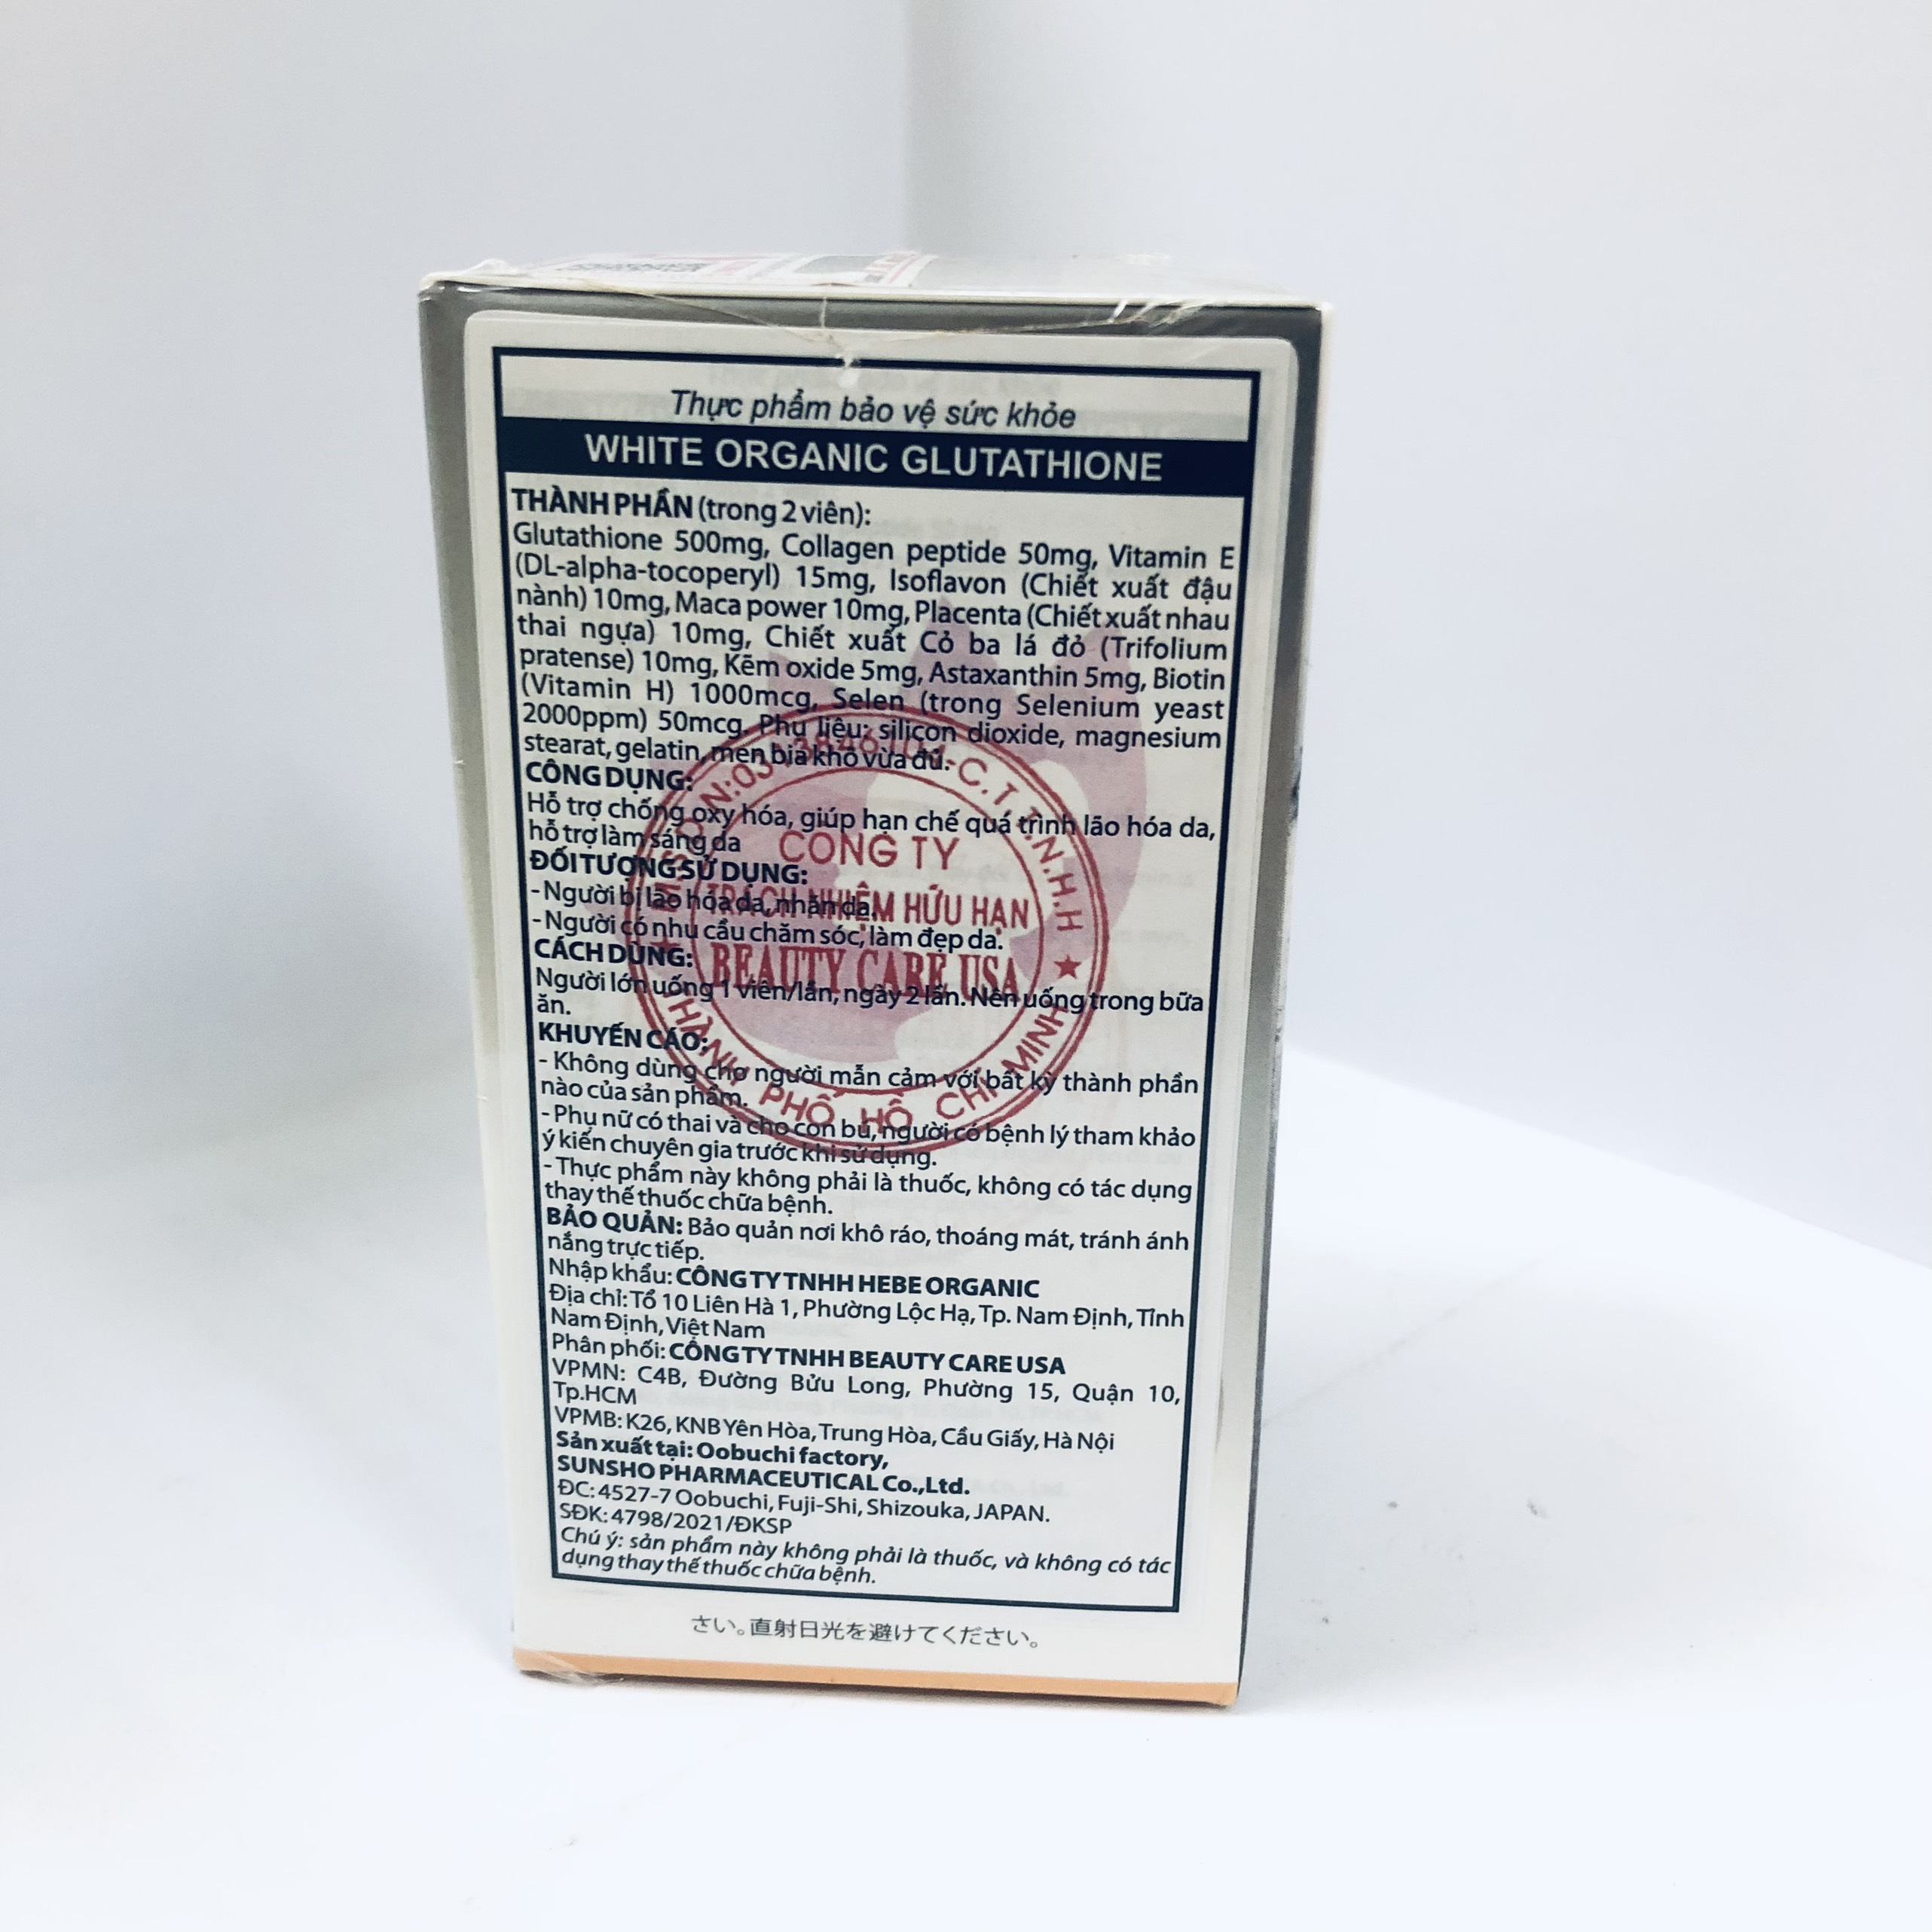 Thực phẩm bảo vệ sức khỏe
WHITE ORGANIC GLUTATHIONE
THÀNH PHẦN (trong 2 viên):
Glutathione 500mg, Collagen peptide 50mg, Vitamin E
(DL-alpha-tocoperyl) 15mg, Isoflavon (Chiết xuất đậu
nành) 10mg, Maca power 10mg, Placenta (Chiết xuất nhau
thai ngựa) 10mg, Chiết xuất Cỏ ba lá đỏ (Trifolium
pratense) 10mg, Kẽm oxide 5mg, Astaxanthin 5mg, Biotin
(Vitamin H) 1000mcg, Selen (trong Selenium yeast
2000ppm) 50mcg. Phụ liệu: silicon dioxide, magnesium
stearat, gelatin, men bia khô vừa đủ.
CÔNG DỤNG:
Hỗ trợ chống oxy hóa, giúp hạn chế quá trình lão hóa da,
hỗ trợ làm sáng da
ĐỐI TƯỢNG SỬ DỤNG:
- Người bị lão hóa da, nhăn da.
- Người có nhu cầu chăm sóc, làm đẹp da.
CÁCH DÙNG:
Người lớn uống 1 viên/lần, ngày 2 lần. Nên uống trong bữa
ăn.
KHUYẾN CÁO:
- Không dùng cho người mẫn cảm với bất kỳ thành phần
nào của sản phẩm.
- Phụ nữ có thai và cho con bú, người có bệnh lý tham khảo
ý kiến chuyên gia trước khi sử dụng.
- Thực phẩm này không phải là thuốc, không có tác dụng
thay thế thuốc chữa bệnh.
BẢO QUẢN: Bảo quản nơi khô ráo, thoáng mát, tránh ánh
nắng trực tiếp.
Nhập khẩu: CÔNG TY TNHH HEBE ORGANIC
Địa chỉ: Tổ 10 Liên Hà 1, Phường Lộc Hạ, Tp. Nam Định, Tỉnh
Nam Định, Việt Nam
Phân phối: CÔNG TY TNHH BEAUTY CARE USA
VPMN: C4B, Đường Bửu Long, Phường 15, Quận 10,
Tp.HCM
VPMB: K26, KNB Yên Hòa, Trung Hòa, Cầu Giấy, Hà Nội
Sản xuất tại: Oobuchi factory,
SUNSHO PHARMACEUTICAL Co.,Ltd.
ĐC: 4527-7 Oobuchi, Fuji-Shi, Shizouka, JAPAN.
SĐK: 4798/2021/ĐKSP
Chú ý: sản phẩm này không phải là thuốc, và không có tác
dụng thay thế thuốc chữa bệnh.
さい。直射日光を避けてください。
C.T.T.N.H.H
CÔNG TY
TRÁCH NHIỆM HỮU HẠN
BEAUTY CARE USA
THÀNH PHỐ HỒ CHÍ MINH